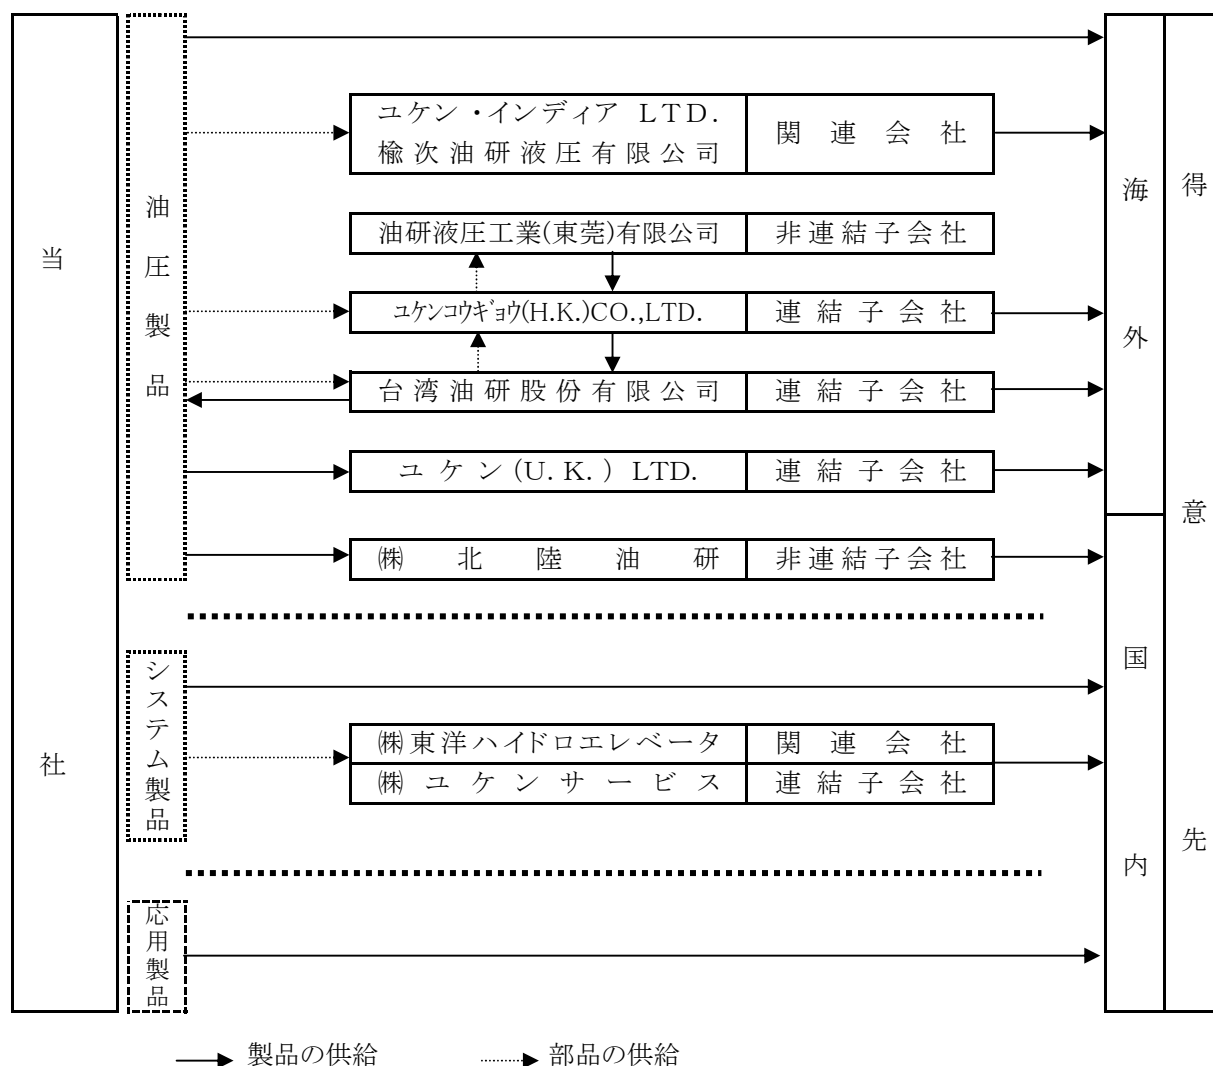 当社
油圧製品
ユケン・インディア LTD.
楡次油研液圧有限公司
関連会社
油研液圧工業(東莞)有限公司
非連結子会社
ユケンコウギョウ(H.K.)CO.,LTD.
連結子会社
台湾油研股份有限公司
連結子会社
ユケン(U.K.) LTD.
連結子会社
㈱北陸油研
非連結子会社
システム製品
㈱東洋ハイドロエレベータ
関連会社
㈱ユケンサービス
連結子会社
応用製品
海外
国内
得意先
製品の供給
部品の供給